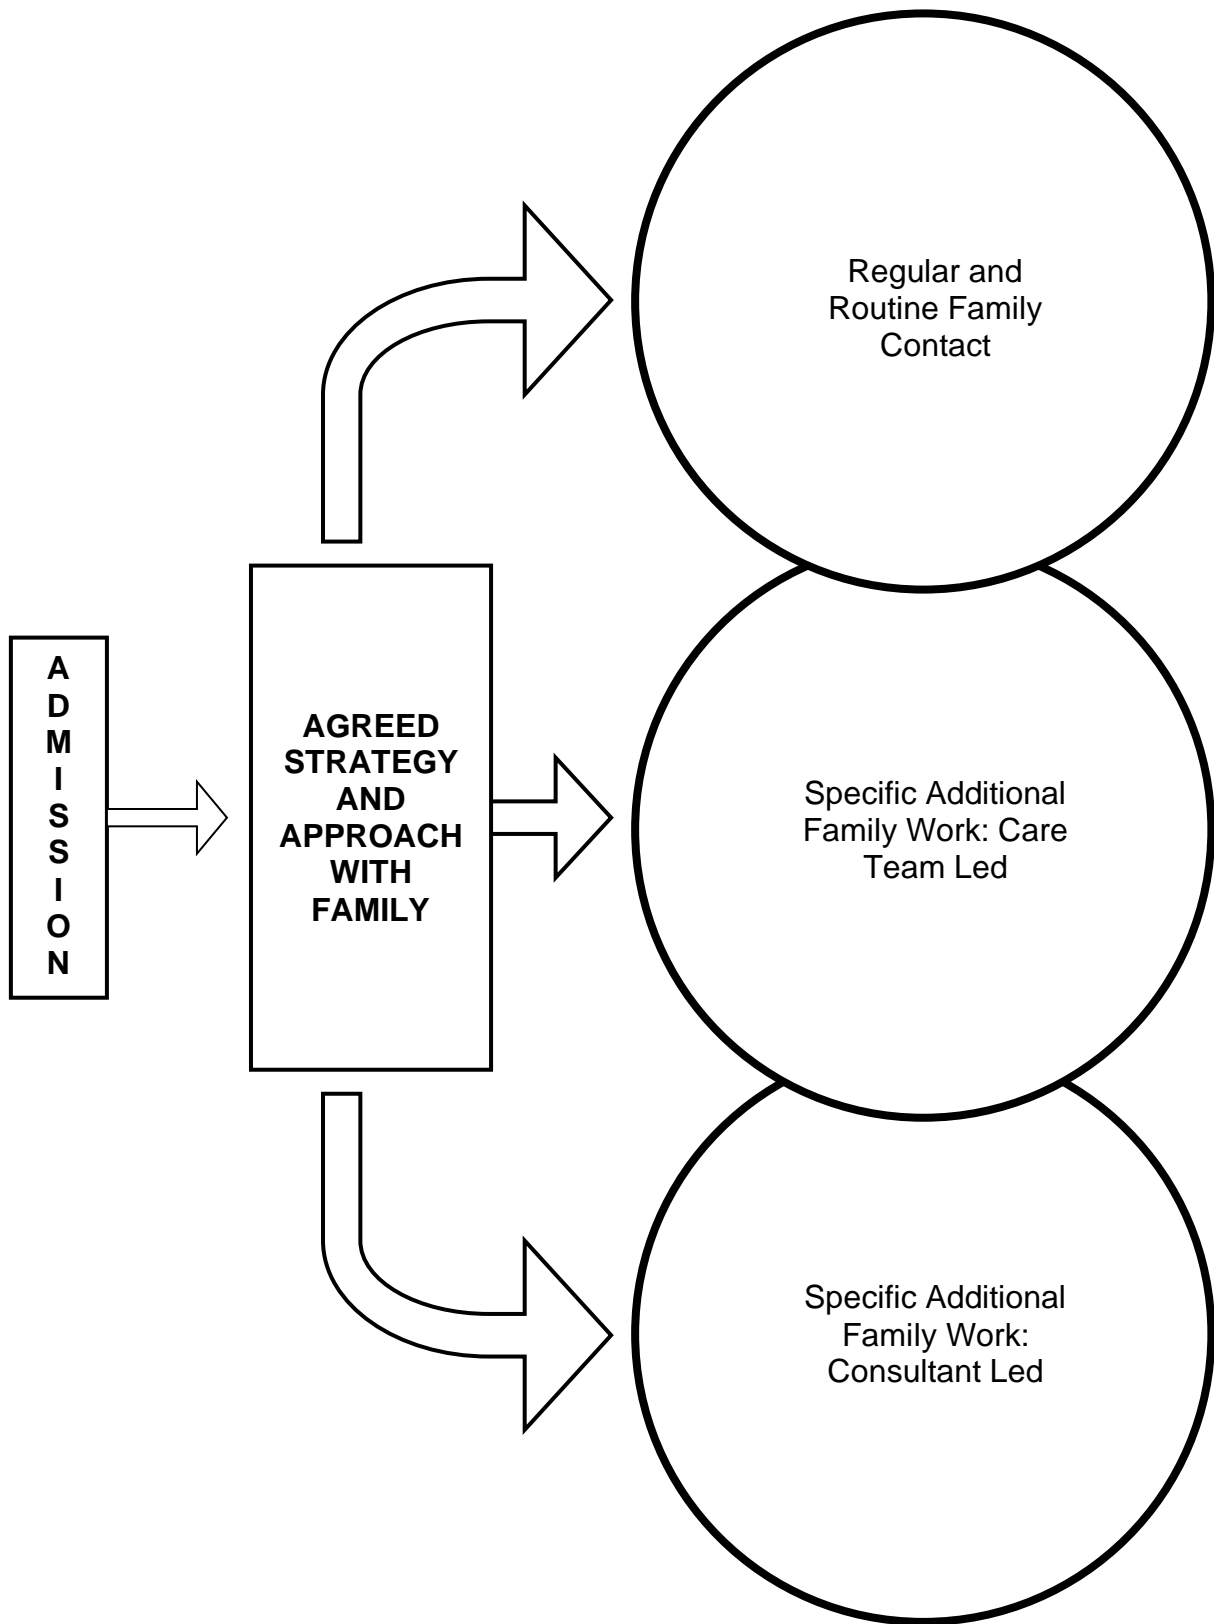 A
D
M
I
S
S
I
O
N
AGREED
STRATEGY
AND
APPROACH
WITH
FAMILY
Regular and
Routine Family
Contact
Specific Additional
Family Work: Care
Team Led
Specific Additional
Family Work:
Consultant Led